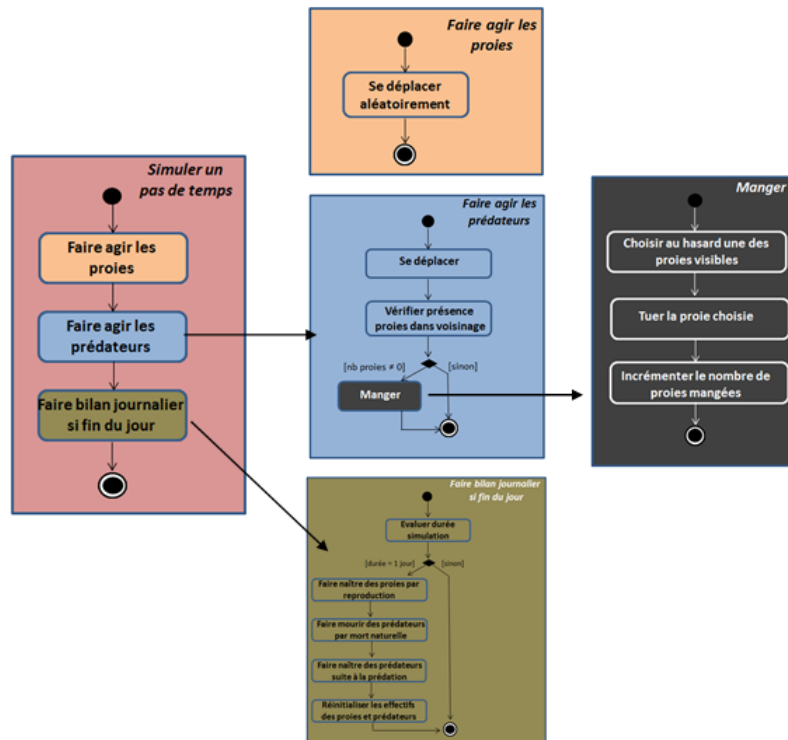 Faire agir les
proies
Se déplacer
aléatoirement
Simuler un
pas de temps
Faire agir les
proies
Faire agir les
prédateurs
Faire bilan journalier
si fin du jour
Faire agir les
prédateurs
Se déplacer
Vérifier présence
proies dans voisinage
[nb proies ≠ 0]
[sinon]
Manger
Manger
Choisir au hasard une des
proies visibles
Tuer la proie choisie
Incrémenter le nombre de
proies mangées
Faire bilan journalier
si fin du jour
Evaluer durée
simulation
[durée = 1 jour]
[sinon]
Faire naître des proies par
reproduction
Faire mourir des prédateurs
par mort naturelle
Faire naître des prédateurs
suite à la prédation
Réinitialiser les effectifs
des proies et prédateurs